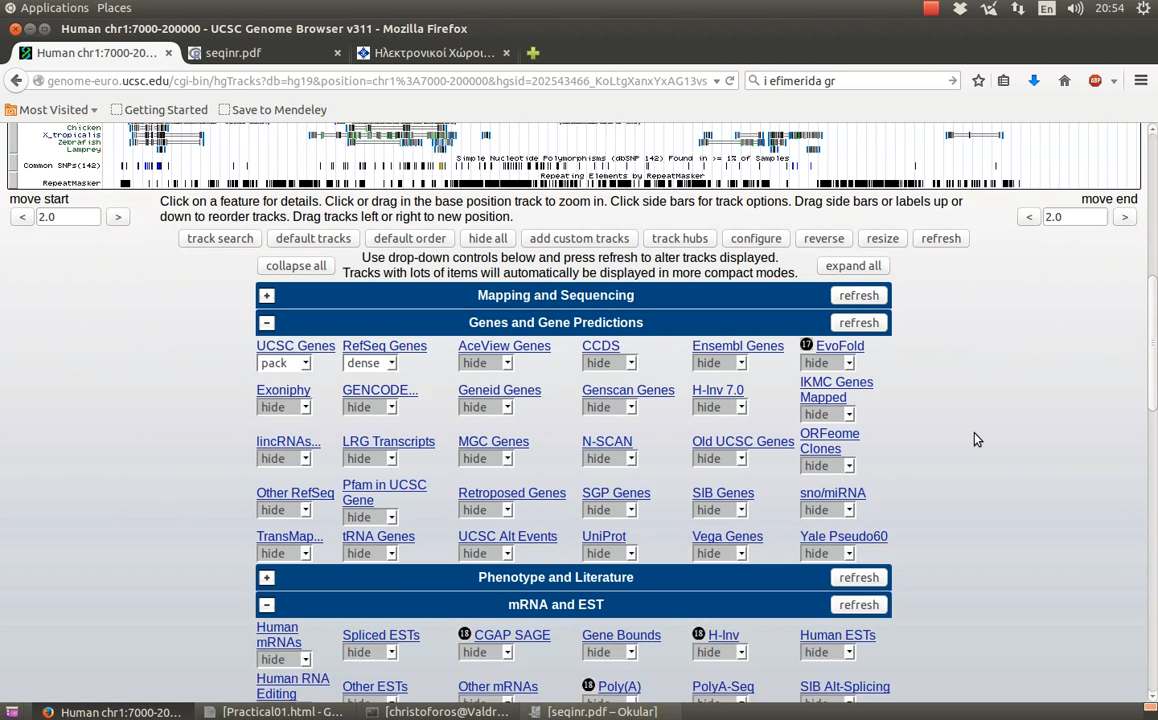 Applications Places En 20:54
Human chr1:7000-200000 - UCSC Genome Browser v311 - Mozilla Firefox
Human chr1:7000-20... × seqinr.pdf × Ηλεκτρονικοί Χώροι... ×
genome-euro.ucsc.edu/cgi-bin/hgTracks?db=hg19&position=chr1%3A7000-200000&hgsid=202543466_KoLtgXanxYxAG13vs i efimerida gr ABP
Most Visited Getting Started Save to Mendeley
Chicken
X_tropicalis
Zebrafish
Lamprey
Simple Nucleotide Polymorphisms (dbSNP 142) Found in >= 1% of Samples
Common SNPs(142)
Repeating Elements by RepeatMasker
RepeatMasker
move start Click on a feature for details. Click or drag in the base position track to zoom in. Click side bars for track options. Drag side bars or labels up or move end
< 2.0 > down to reorder tracks. Drag tracks left or right to new position. < 2.0 >
track search default tracks default order hide all add custom tracks track hubs configure reverse resize refresh
collapse all Use drop-down controls below and press refresh to alter tracks displayed. expand all
Tracks with lots of items will automatically be displayed in more compact modes.
+ Mapping and Sequencing refresh
- Genes and Gene Predictions refresh
UCSC Genes RefSeq Genes AceView Genes CCDS Ensembl Genes 17 EvoFold
pack dense hide hide hide hide
Exoniphy GENCODE... Geneid Genes Genscan Genes H-Inv 7.0 IKMC Genes
Mapped
hide hide hide hide hide hide
lincRNAs... LRG Transcripts MGC Genes N-SCAN Old UCSC Genes ORFeome
Clones
hide hide hide hide hide hide
Other RefSeq Pfam in UCSC
Gene Retroposed Genes SGP Genes SIB Genes sno/miRNA
hide hide hide hide hide hide
TransMap... tRNA Genes UCSC Alt Events UniProt Vega Genes Yale Pseudo60
hide hide hide hide hide hide
+ Phenotype and Literature refresh
- mRNA and EST refresh
Human
mRNAs Spliced ESTs 18 CGAP SAGE Gene Bounds 18 H-Inv Human ESTs
hide hide hide hide hide hide
Human RNA
Editing Other ESTs Other mRNAs 18 Poly(A) PolyA-Seq SIB Alt-Splicing
Human chr1:7000-20... [Practical01.html - G... [christoforos@Valdr... [seqinr.pdf – Okular]